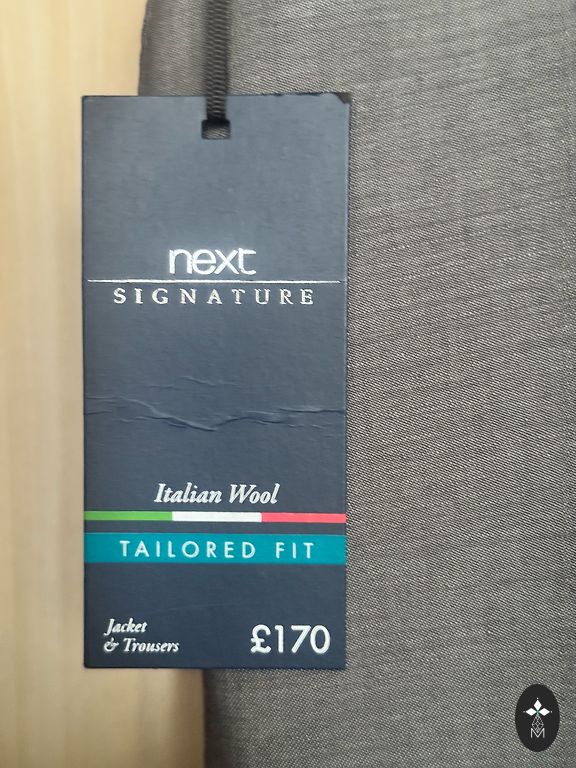 next
SIGNATURE
Italian Wool
TAILORED FIT
Jacket
& Trousers
£170